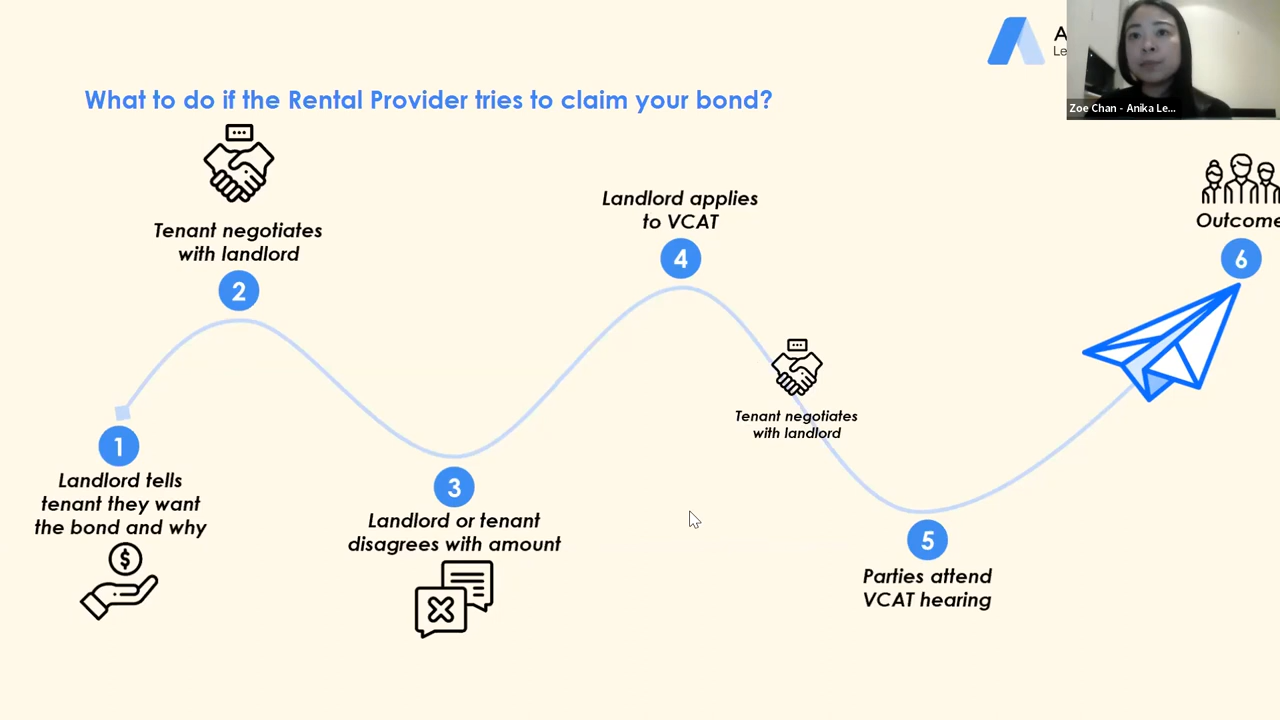 A
Le
Zoe Chan - Anika Le...
What to do if the Rental Provider tries to claim your bond?
Tenant negotiates
with landlord
2
1
Landlord tells
tenant they want
the bond and why
$
3
Landlord or tenant
disagrees with amount
Landlord applies
to VCAT
4
Tenant negotiates
with landlord
5
Parties attend
VCAT hearing
Outcome
6